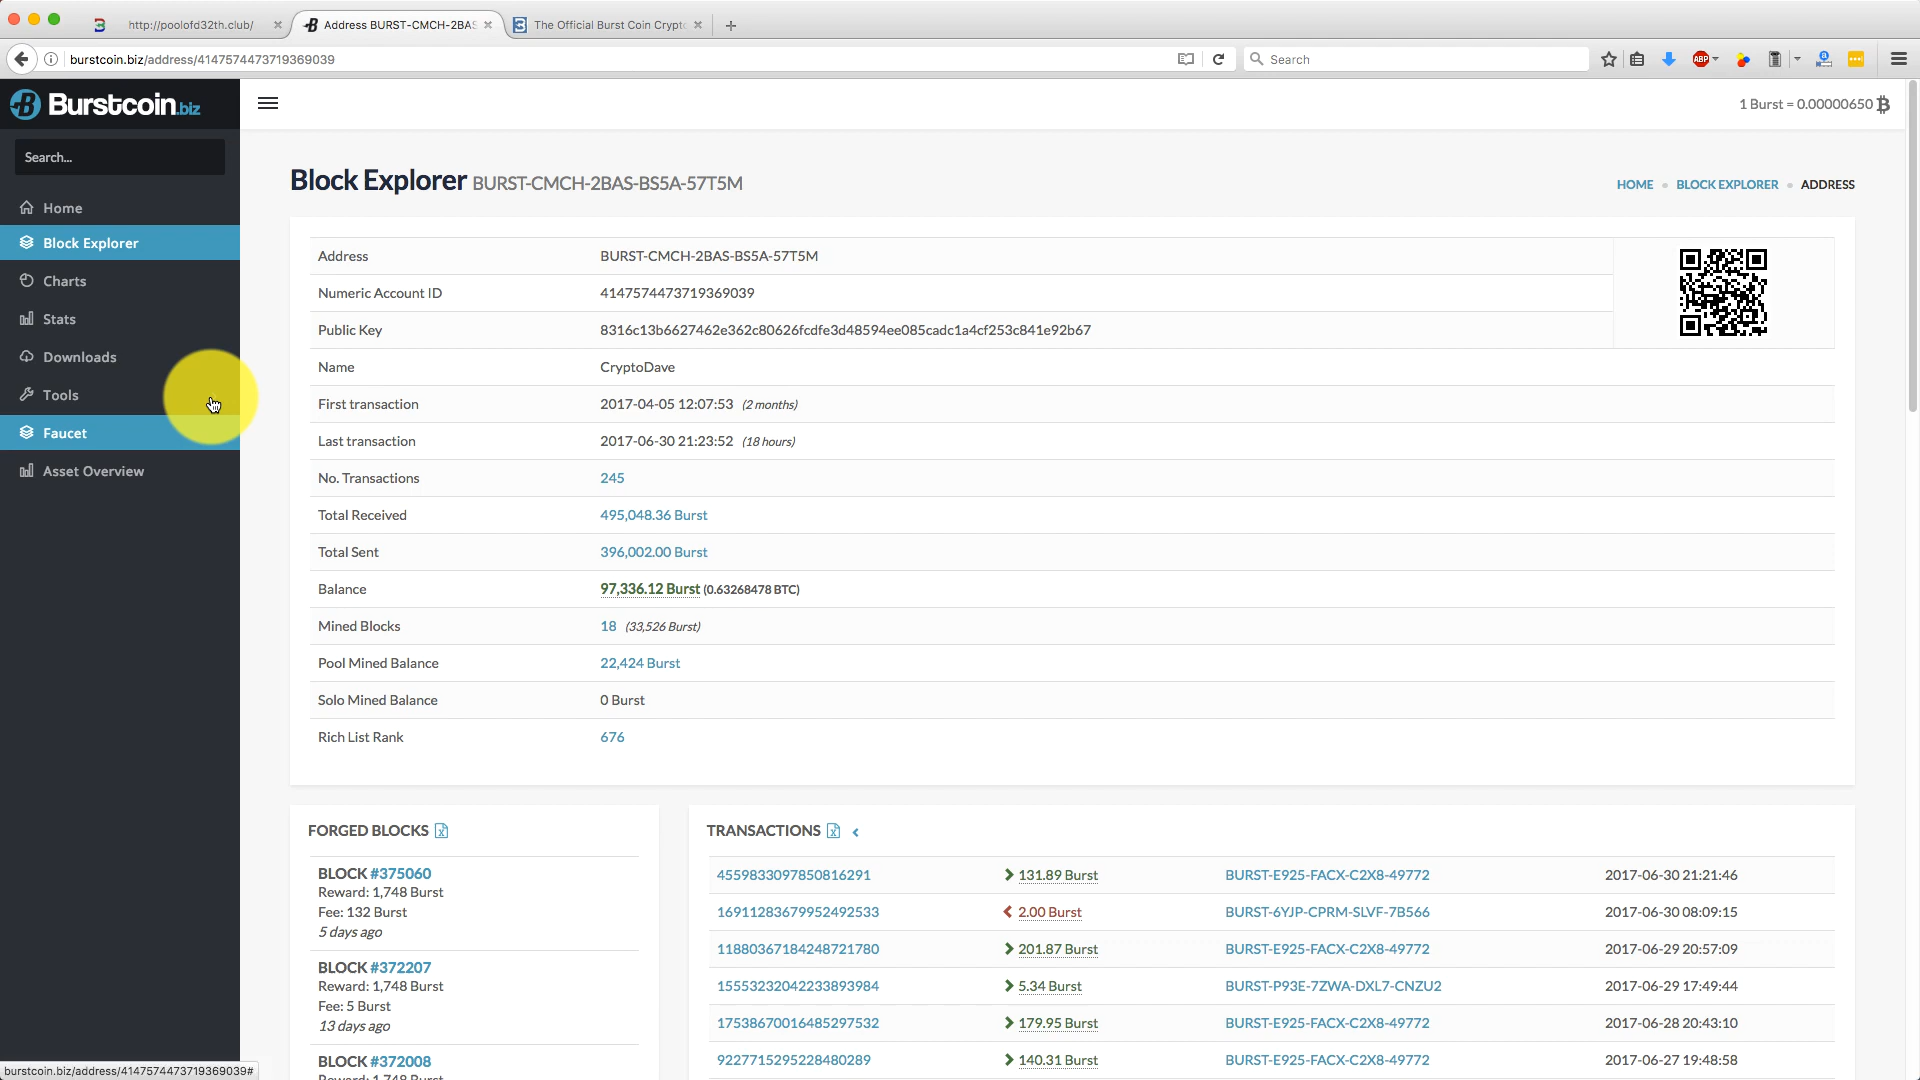 http://poolofd32th.club/
Address BURST-CMCH-2BAS
The Official Burst Coin Crypto
burstcoin.biz/address/4147574473719369039
Search
ABP
Burstcoin.biz
1 Burst = 0.00000650
Search...
Home
Block Explorer
Charts
Stats
Downloads
Tools
Faucet
Asset Overview
Block Explorer BURST-CMCH-2BAS-BS5A-57T5M
HOME BLOCK EXPLORER ADDRESS
Address BURST-CMCH-2BAS-BS5A-57T5M
Numeric Account ID 4147574473719369039
Public Key 8316c13b6627462e362c80626fcdfe3d48594ee085cadc1a4cf253c841e92b67
Name CryptoDave
First transaction 2017-04-05 12:07:53 (2 months)
Last transaction 2017-06-30 21:23:52 (18 hours)
No. Transactions 245
Total Received 495,048.36 Burst
Total Sent 396,002.00 Burst
Balance 97,336.12 Burst (0.63268478 BTC)
Mined Blocks 18 (33,526 Burst)
Pool Mined Balance 22,424 Burst
Solo Mined Balance 0 Burst
Rich List Rank 676
FORGED BLOCKS
BLOCK #375060
Reward: 1,748 Burst
Fee: 132 Burst
5 days ago
BLOCK #372207
Reward: 1,748 Burst
Fee: 5 Burst
13 days ago
BLOCK #372008
Reward: 1,748 Burst
TRANSACTIONS
4559833097850816291 131.89 Burst BURST-E925-FACX-C2X8-49772 2017-06-30 21:21:46
16911283679952492533 2.00 Burst BURST-6YJP-CPRM-SLVF-7B566 2017-06-30 08:09:15
11880367184248721780 201.87 Burst BURST-E925-FACX-C2X8-49772 2017-06-29 20:57:09
15553232042233893984 5.34 Burst BURST-P93E-7ZWA-DXL7-CNZU2 2017-06-29 17:49:44
17538670016485297532 179.95 Burst BURST-E925-FACX-C2X8-49772 2017-06-28 20:43:10
9227715295228480289 140.31 Burst BURST-E925-FACX-C2X8-49772 2017-06-27 19:48:58
burstcoin.biz/address/4147574473719369039#